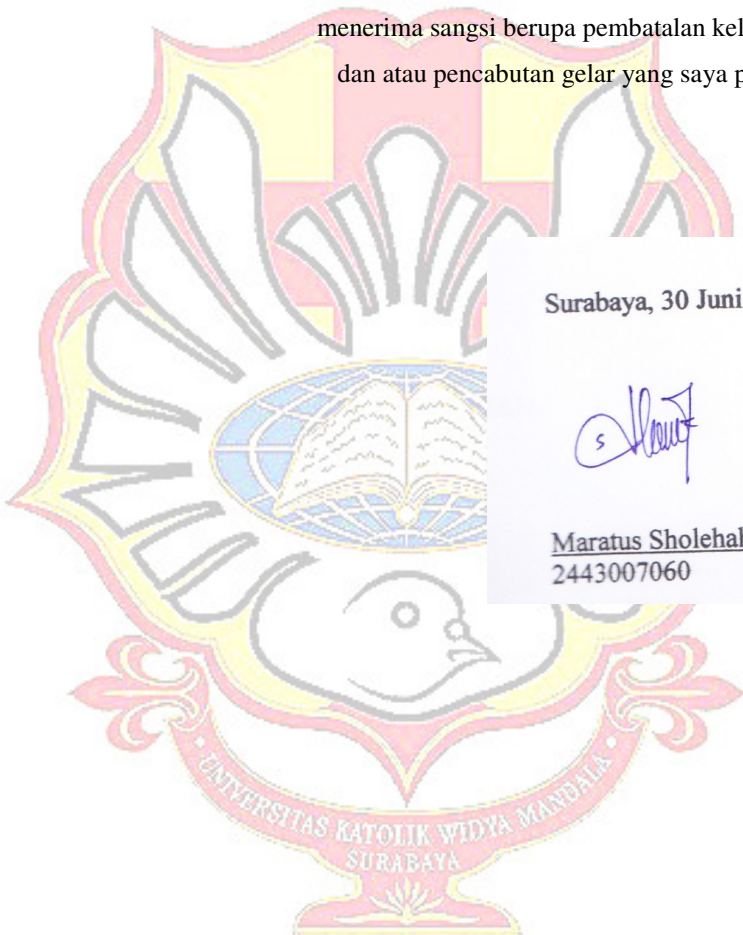 menerima sangsi berupa pembatalan kel
dan atau pencabutan gelar yang saya p
Surabaya, 30 Juni
Maratus Sholehah
2443007060
UNIVERSITAS KATOLIK WIDYA MANDALA
SURABAYA